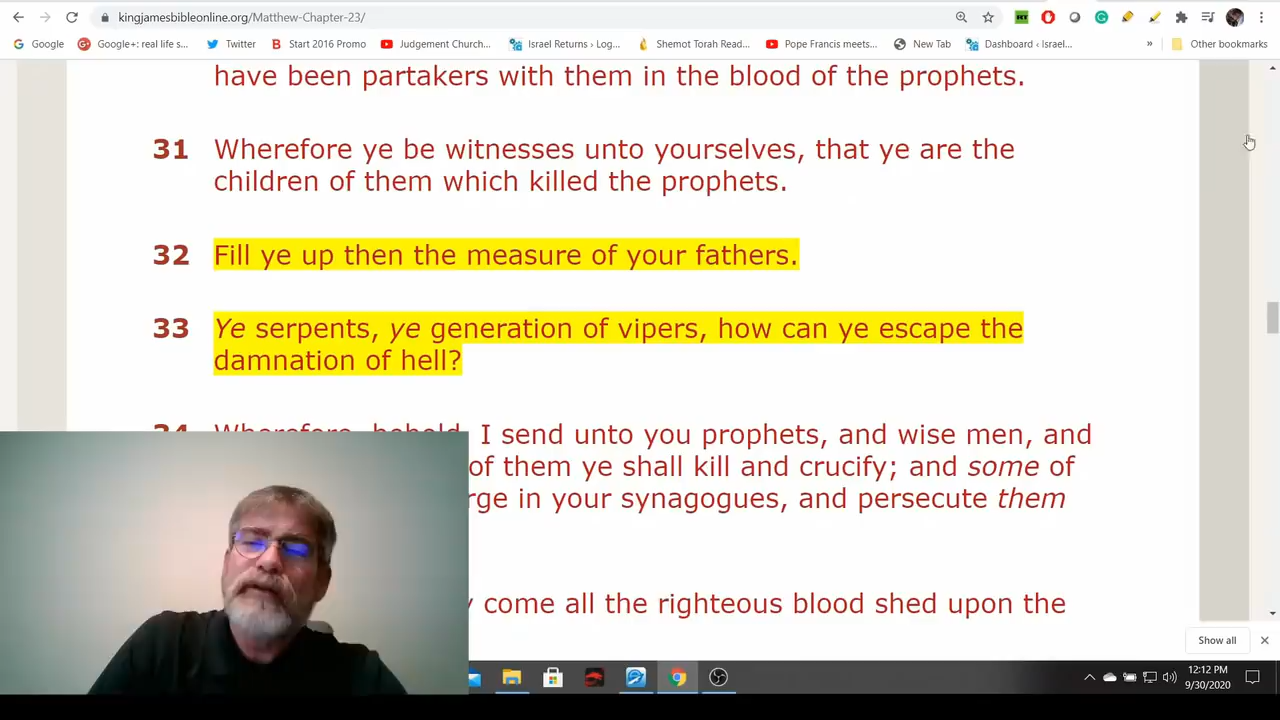 kingjamesbibleonline.org/Matthew-Chapter-23/
RT
Google
Google+: real life s...
Twitter
Start 2016 Promo
Judgement Church...
Israel Returns › Log...
Shemot Torah Read...
Pope Francis meets...
New Tab
Dashboard ‹ Israel...
»
Other bookmarks
have been partakers with them in the blood of the prophets.
31 Wherefore ye be witnesses unto yourselves, that ye are the
children of them which killed the prophets.
32 Fill ye up then the measure of your fathers.
33 Ye serpents, ye generation of vipers, how can ye escape the
damnation of hell?
34 Wherefore, behold, I send unto you prophets, and wise men, and
of them ye shall kill and crucify; and some of
rge in your synagogues, and persecute them
y come all the righteous blood shed upon the
Show all
12:12 PM
9/30/2020